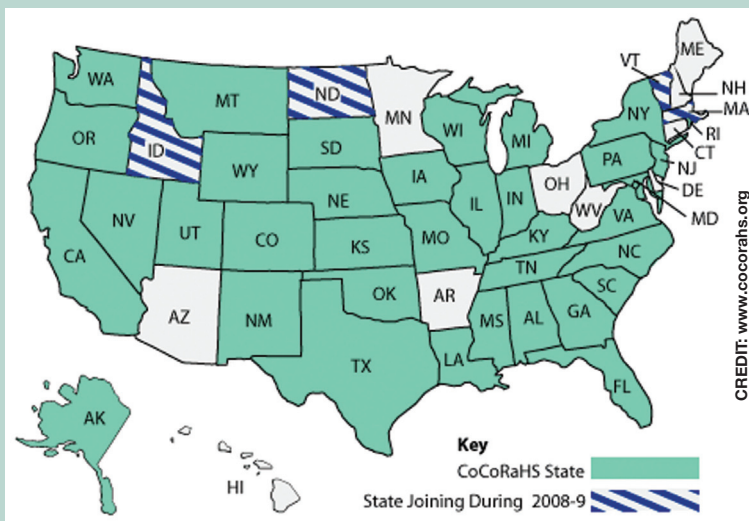 WA
MT
ND
MN
VT
ME
NH
MA
RI
CT
NJ
DE
MD
OR
ID
WY
SD
WI
MI
NY
PA
NV
UT
CO
NE
IA
IL
IN
OH
WV
VA
CA
KS
MO
KY
NC
AZ
NM
OK
AR
TN
SC
TX
LA
MS
AL
GA
FL
AK
HI
Key
CoCoRaHS State
State Joining During 2008-9
CREDIT: www.cocorahs.org